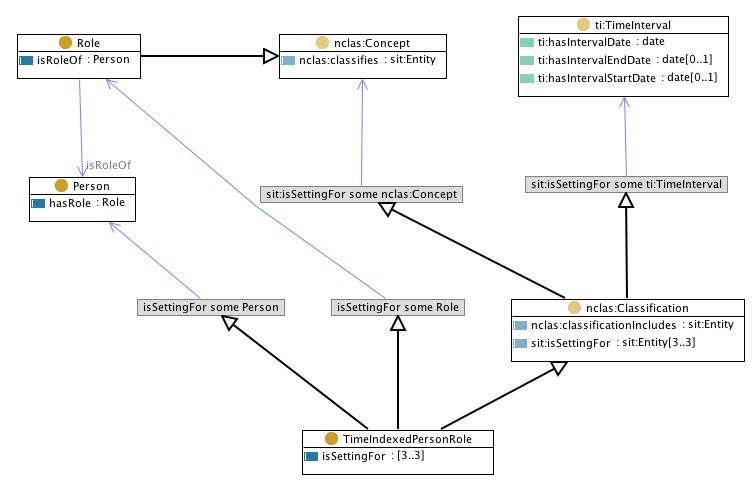 Role
isRoleOf : Person
nclas:Concept
nclas:classifies : sit:Entity
ti:TimeInterval
ti:hasIntervalDate : date
ti:hasIntervalEndDate : date[0..1]
ti:hasIntervalStartDate : date[0..1]
isRoleOf
Person
hasRole : Role
sit:isSettingFor some nclas:Concept
sit:isSettingFor some ti:TimeInterval
isSettingFor some Person
isSettingFor some Role
nclas:Classification
nclas:classificationIncludes : sit:Entity
sit:isSettingFor : sit:Entity[3..3]
TimeIndexedPersonRole
isSettingFor : [3..3]